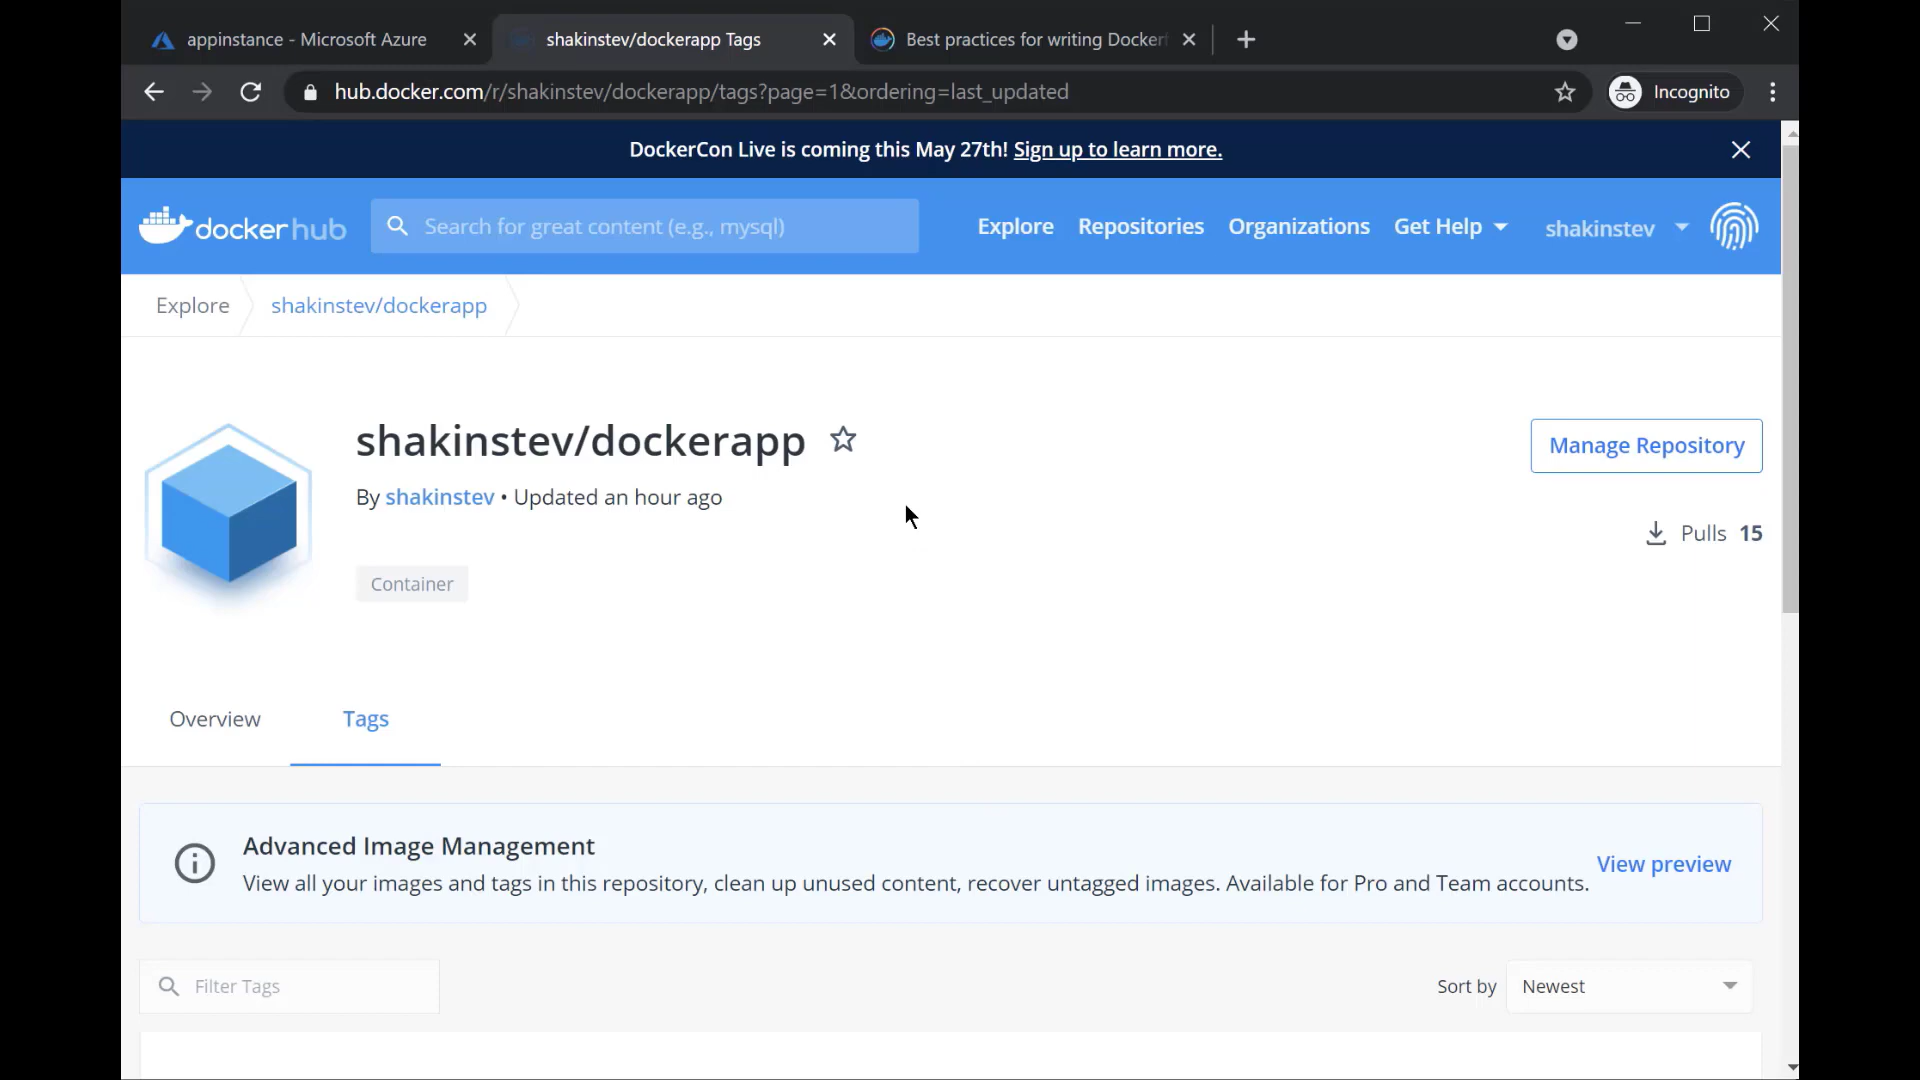 appinstance - Microsoft Azure
shakinstev/dockerapp Tags
Best practices for writing Dockerf
hub.docker.com/r/shakinstev/dockerapp/tags?page=1&ordering=last_updated
Incognito
DockerCon Live is coming this May 27th! Sign up to learn more.
dockerhub
Search for great content (e.g., mysql)
Explore
Repositories
Organizations
Get Help
shakinstev
Explore
shakinstev/dockerapp
shakinstev/dockerapp
Manage Repository
By shakinstev • Updated an hour ago
Pulls 15
Container
Overview
Tags
Advanced Image Management
View all your images and tags in this repository, clean up unused content, recover untagged images. Available for Pro and Team accounts.
View preview
Filter Tags
Sort by
Newest